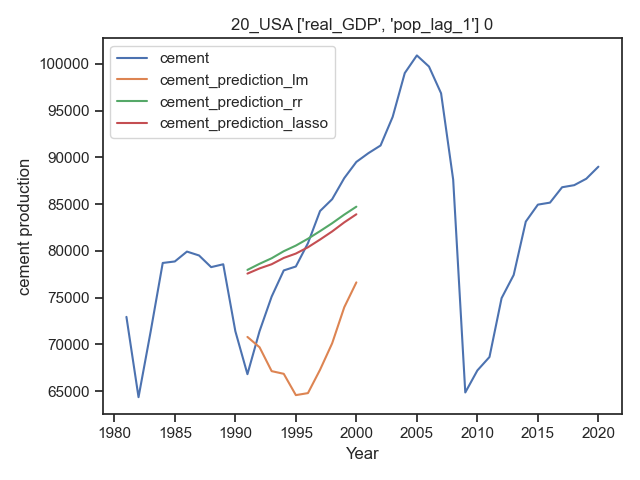 20_USA ['real_GDP', 'pop_lag_1'] 0
cement
cement_prediction_lm
cement_prediction_rr
cement_prediction_lasso
cement production
100000
95000
90000
85000
80000
75000
70000
65000
1980 1985 1990 1995 2000 2005 2010 2015 2020
Year